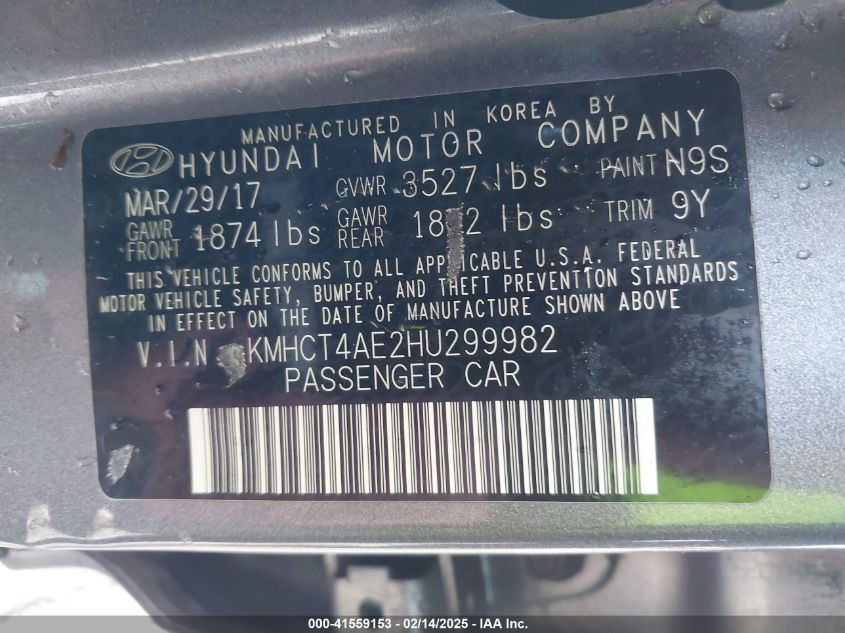 MANUFACTURED IN KOREA BY
HYUNDAI MOTOR COMPANY
MAR/29/17 GVWR 3527 lbs PAINT N9S
GAWR FRONT 1874 lbs GAWR REAR lbs TRIM 9Y
THIS VEHICLE CONFORMS TO ALL APPLICABLE U.S.A. FEDERAL
MOTOR VEHICLE SAFETY, BUMPER, AND THEFT PREVENTION STANDARDS
IN EFFECT ON THE DATE OF MANUFACTURE SHOWN ABOVE
V.I.N KMHCT4AE2HU299982
PASSENGER CAR
000-41559153 - 02/14/2025 - IAA Inc.